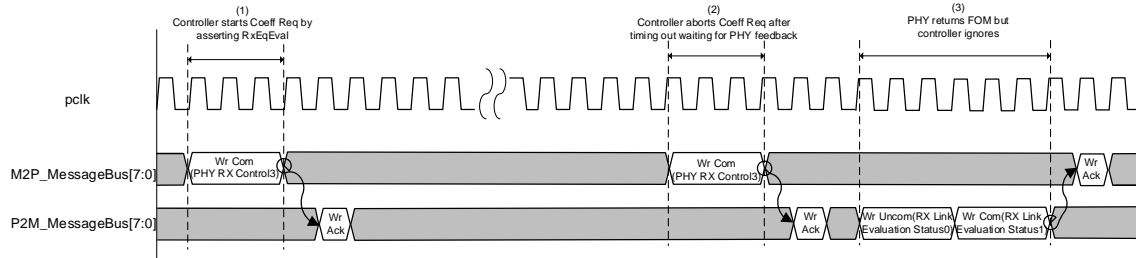 (1)
Controller starts Coeff Req by
asserting RxEqEval
(2)
Controller aborts Coeff Req after
timing out waiting for PHY feedback
(3)
PHY returns FOM but
controller ignores
pclk
M2P_MessageBus[7:0]
Wr Com
(PHY RX Control3)
Wr Com
(PHY RX Control3)
Wr
Ack
P2M_MessageBus[7:0]
Wr
Ack
Wr
Ack
Wr Uncom(RX Link
Evaluation Status0)
Wr Com(RX Link
Evaluation Status1)